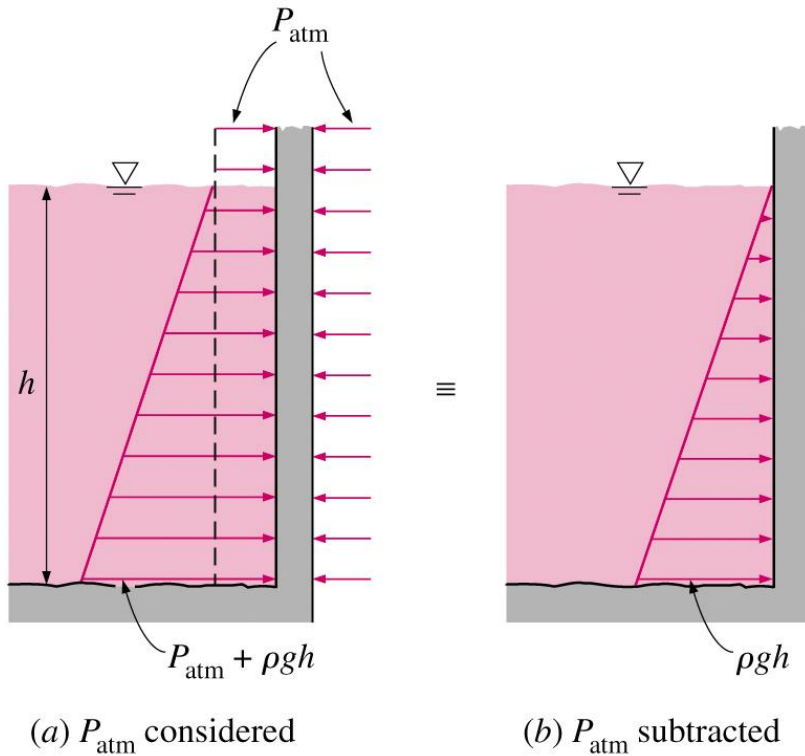 P_atm
h
≡
P_atm + ρgh
ρgh
(a) P_atm considered
(b) P_atm subtracted